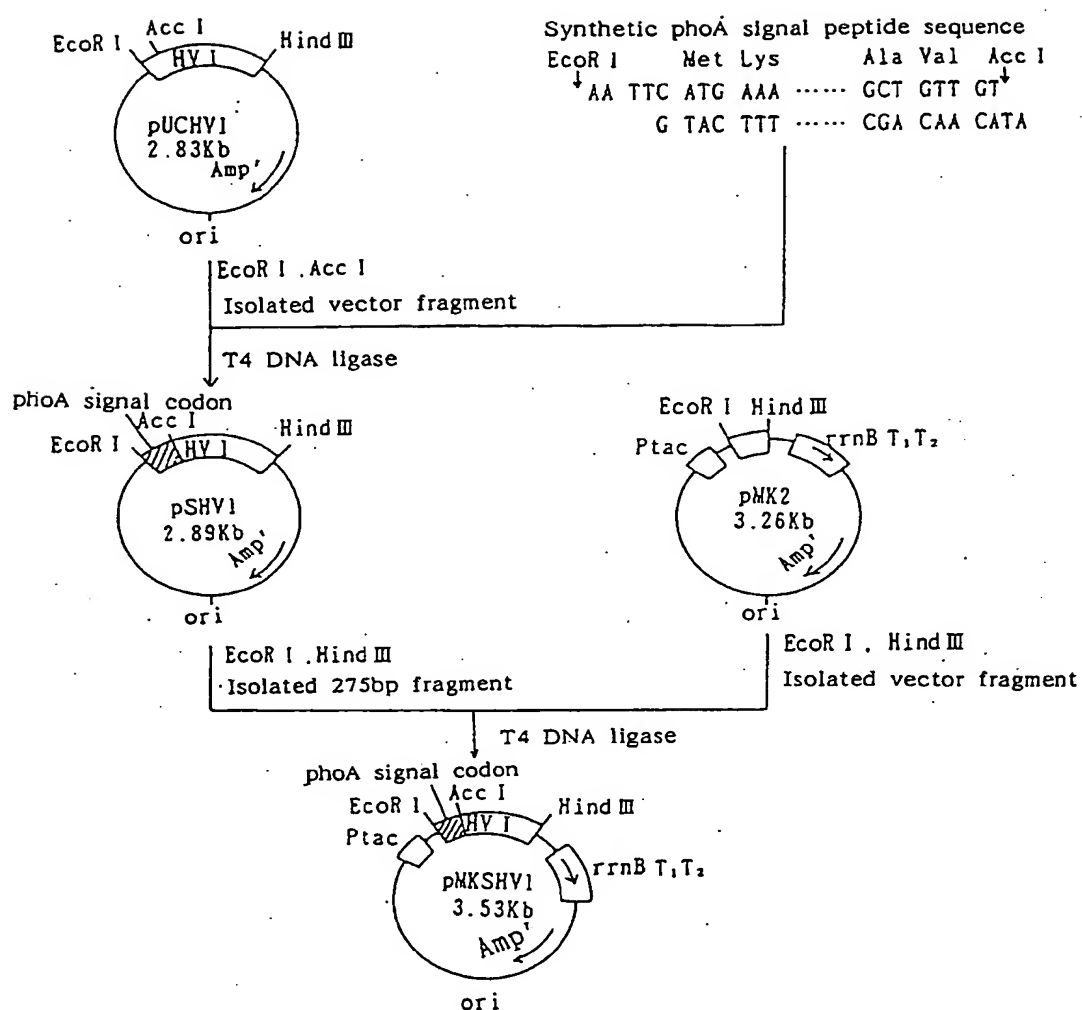 Acc I
EcoR I
Hind III
HV I
pUCHV1
2.83Kb
Amp'
ori
Synthetic phoA signal peptide sequence
EcoR I Met Lys Ala Val Acc I
AA TTC ATG AAA ...... GCT GTT GT
G TAC TTT ...... CGA CAA CATA
EcoR I . Acc I
Isolated vector fragment
T4 DNA ligase
phoA signal codon
Acc I
EcoR I
Hind III
HV I
pSHV1
2.89Kb
Amp'
ori
EcoR I Hind III
Ptac
rrnB T₁T₂
pMK2
3.26Kb
Amp'
ori
EcoR I . Hind III
Isolated 275bp fragment
EcoR I . Hind III
Isolated vector fragment
T4 DNA ligase
phoA signal codon
Acc I
EcoR I
Hind III
Ptac
HV I
rrnB T₁T₂
pMKSHV1
3.53Kb
Amp'
ori